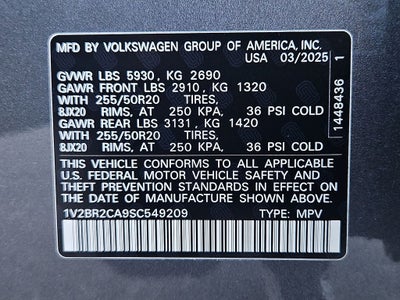 MFD BY VOLKSWAGEN GROUP OF AMERICA, INC.
USA 03/2025
GVWR LBS 5930, KG 2690
GAWR FRONT LBS 2910, KG 1320
WITH 255/50R20 TIRES,
8JX20 RIMS, AT 250 KPA, 36 PSI COLD
GAWR REAR LBS 3131, KG 1420
WITH 255/50R20 TIRES,
8JX20 RIMS, AT 250 KPA, 36 PSI COLD
THIS VEHICLE CONFORMS TO ALL APPLICABLE
U.S. FEDERAL MOTOR VEHICLE SAFETY AND
THEFT PREVENTION STANDARDS IN EFFECT ON
THE DATE OF MANUFACTURE SHOWN ABOVE.
1V2BR2CA9SC549209 TYPE: MPV
1448436 1